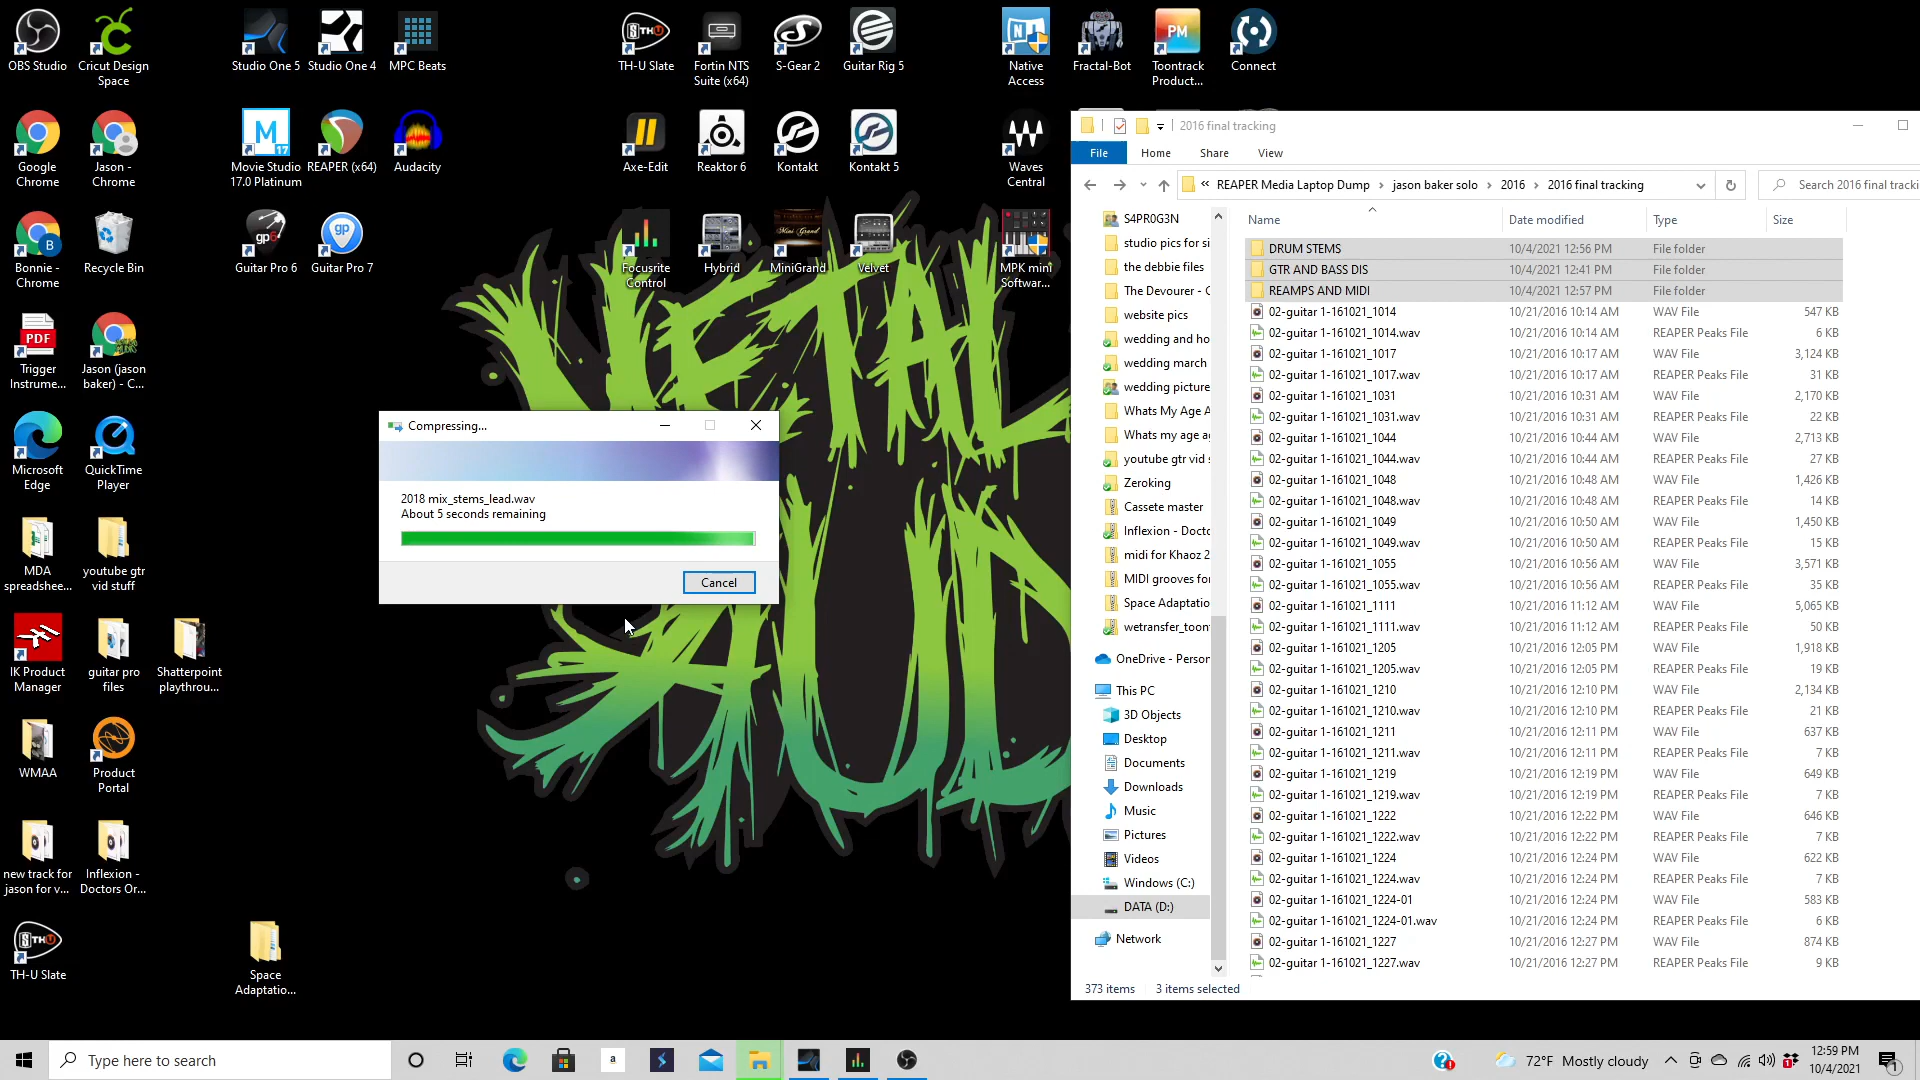 OBS Studio
Cricut Design
Space
Studio One 5
Studio One 4
MPC Beats
TH-U Slate
Fortin NTS
Suite (x64)
S-Gear 2
Guitar Rig 5
Native
Access
Fractal-Bot
Toontrack
Product...
Connect
Google
Chrome
Jason -
Chrome
Movie Studio
17.0 Platinum
REAPER (x64)
Audacity
Axe-Edit
Reaktor 6
Kontakt
Kontakt 5
Waves
Central
Bonnie -
Chrome
Recycle Bin
Guitar Pro 6
Guitar Pro 7
Focusrite
Control
Hybrid
MiniGrand
Velvet
MPK mini
Softwar...
Trigger
Instrume...
Jason (jason
baker) - C...
Microsoft
Edge
QuickTime
Player
MDA
spreadshee...
youtube gtr
vid stuff
IK Product
Manager
guitar pro
files
Shatterpoint
playthrou...
WMAA
Product
Portal
new track for
jason for v...
Inflexion -
Doctors Or...
TH-U Slate
Space
Adaptatio...
METAL
AUD
Compressing...
2018 mix_stems_lead.wav
About 5 seconds remaining
Cancel
2016 final tracking
File Home Share View
« REAPER Media Laptop Dump › jason baker solo › 2016 › 2016 final tracking
Search 2016 final tracki
S4PR0G3N
studio pics for si
the debbie files
The Devourer - C
website pics
wedding and ho
wedding march
wedding picture
Whats My Age A
Whats my age ag
youtube gtr vid s
Zeroking
Cassete master
Inflexion - Docto
midi for Khaoz 2
MIDI grooves for
Space Adaptatio
wetransfer_toont
OneDrive - Person
This PC
3D Objects
Desktop
Documents
Downloads
Music
Pictures
Videos
Windows (C:)
DATA (D:)
Network
Name Date modified Type Size
DRUM STEMS 10/4/2021 12:56 PM File folder
GTR AND BASS DIS 10/4/2021 12:41 PM File folder
REAMPS AND MIDI 10/4/2021 12:57 PM File folder
02-guitar 1-161021_1014 10/21/2016 10:14 AM WAV File 547 KB
02-guitar 1-161021_1014.wav 10/21/2016 10:14 AM REAPER Peaks File 6 KB
02-guitar 1-161021_1017 10/21/2016 10:17 AM WAV File 3,124 KB
02-guitar 1-161021_1017.wav 10/21/2016 10:17 AM REAPER Peaks File 31 KB
02-guitar 1-161021_1031 10/21/2016 10:31 AM WAV File 2,170 KB
02-guitar 1-161021_1031.wav 10/21/2016 10:31 AM REAPER Peaks File 22 KB
02-guitar 1-161021_1044 10/21/2016 10:44 AM WAV File 2,713 KB
02-guitar 1-161021_1044.wav 10/21/2016 10:44 AM REAPER Peaks File 27 KB
02-guitar 1-161021_1048 10/21/2016 10:48 AM WAV File 1,426 KB
02-guitar 1-161021_1048.wav 10/21/2016 10:48 AM REAPER Peaks File 14 KB
02-guitar 1-161021_1049 10/21/2016 10:50 AM WAV File 1,450 KB
02-guitar 1-161021_1049.wav 10/21/2016 10:50 AM REAPER Peaks File 15 KB
02-guitar 1-161021_1055 10/21/2016 10:56 AM WAV File 3,571 KB
02-guitar 1-161021_1055.wav 10/21/2016 10:56 AM REAPER Peaks File 35 KB
02-guitar 1-161021_1111 10/21/2016 11:12 AM WAV File 5,065 KB
02-guitar 1-161021_1111.wav 10/21/2016 11:12 AM REAPER Peaks File 50 KB
02-guitar 1-161021_1205 10/21/2016 12:05 PM WAV File 1,918 KB
02-guitar 1-161021_1205.wav 10/21/2016 12:05 PM REAPER Peaks File 19 KB
02-guitar 1-161021_1210 10/21/2016 12:10 PM WAV File 2,134 KB
02-guitar 1-161021_1210.wav 10/21/2016 12:10 PM REAPER Peaks File 21 KB
02-guitar 1-161021_1211 10/21/2016 12:11 PM WAV File 637 KB
02-guitar 1-161021_1211.wav 10/21/2016 12:11 PM REAPER Peaks File 7 KB
02-guitar 1-161021_1219 10/21/2016 12:19 PM WAV File 649 KB
02-guitar 1-161021_1219.wav 10/21/2016 12:19 PM REAPER Peaks File 7 KB
02-guitar 1-161021_1222 10/21/2016 12:22 PM WAV File 646 KB
02-guitar 1-161021_1222.wav 10/21/2016 12:22 PM REAPER Peaks File 7 KB
02-guitar 1-161021_1224 10/21/2016 12:24 PM WAV File 622 KB
02-guitar 1-161021_1224.wav 10/21/2016 12:24 PM REAPER Peaks File 7 KB
02-guitar 1-161021_1224-01 10/21/2016 12:24 PM WAV File 583 KB
02-guitar 1-161021_1224-01.wav 10/21/2016 12:24 PM REAPER Peaks File 6 KB
02-guitar 1-161021_1227 10/21/2016 12:27 PM WAV File 874 KB
02-guitar 1-161021_1227.wav 10/21/2016 12:27 PM REAPER Peaks File 9 KB
373 items 3 items selected
Type here to search
72°F Mostly cloudy
12:59 PM
10/4/2021